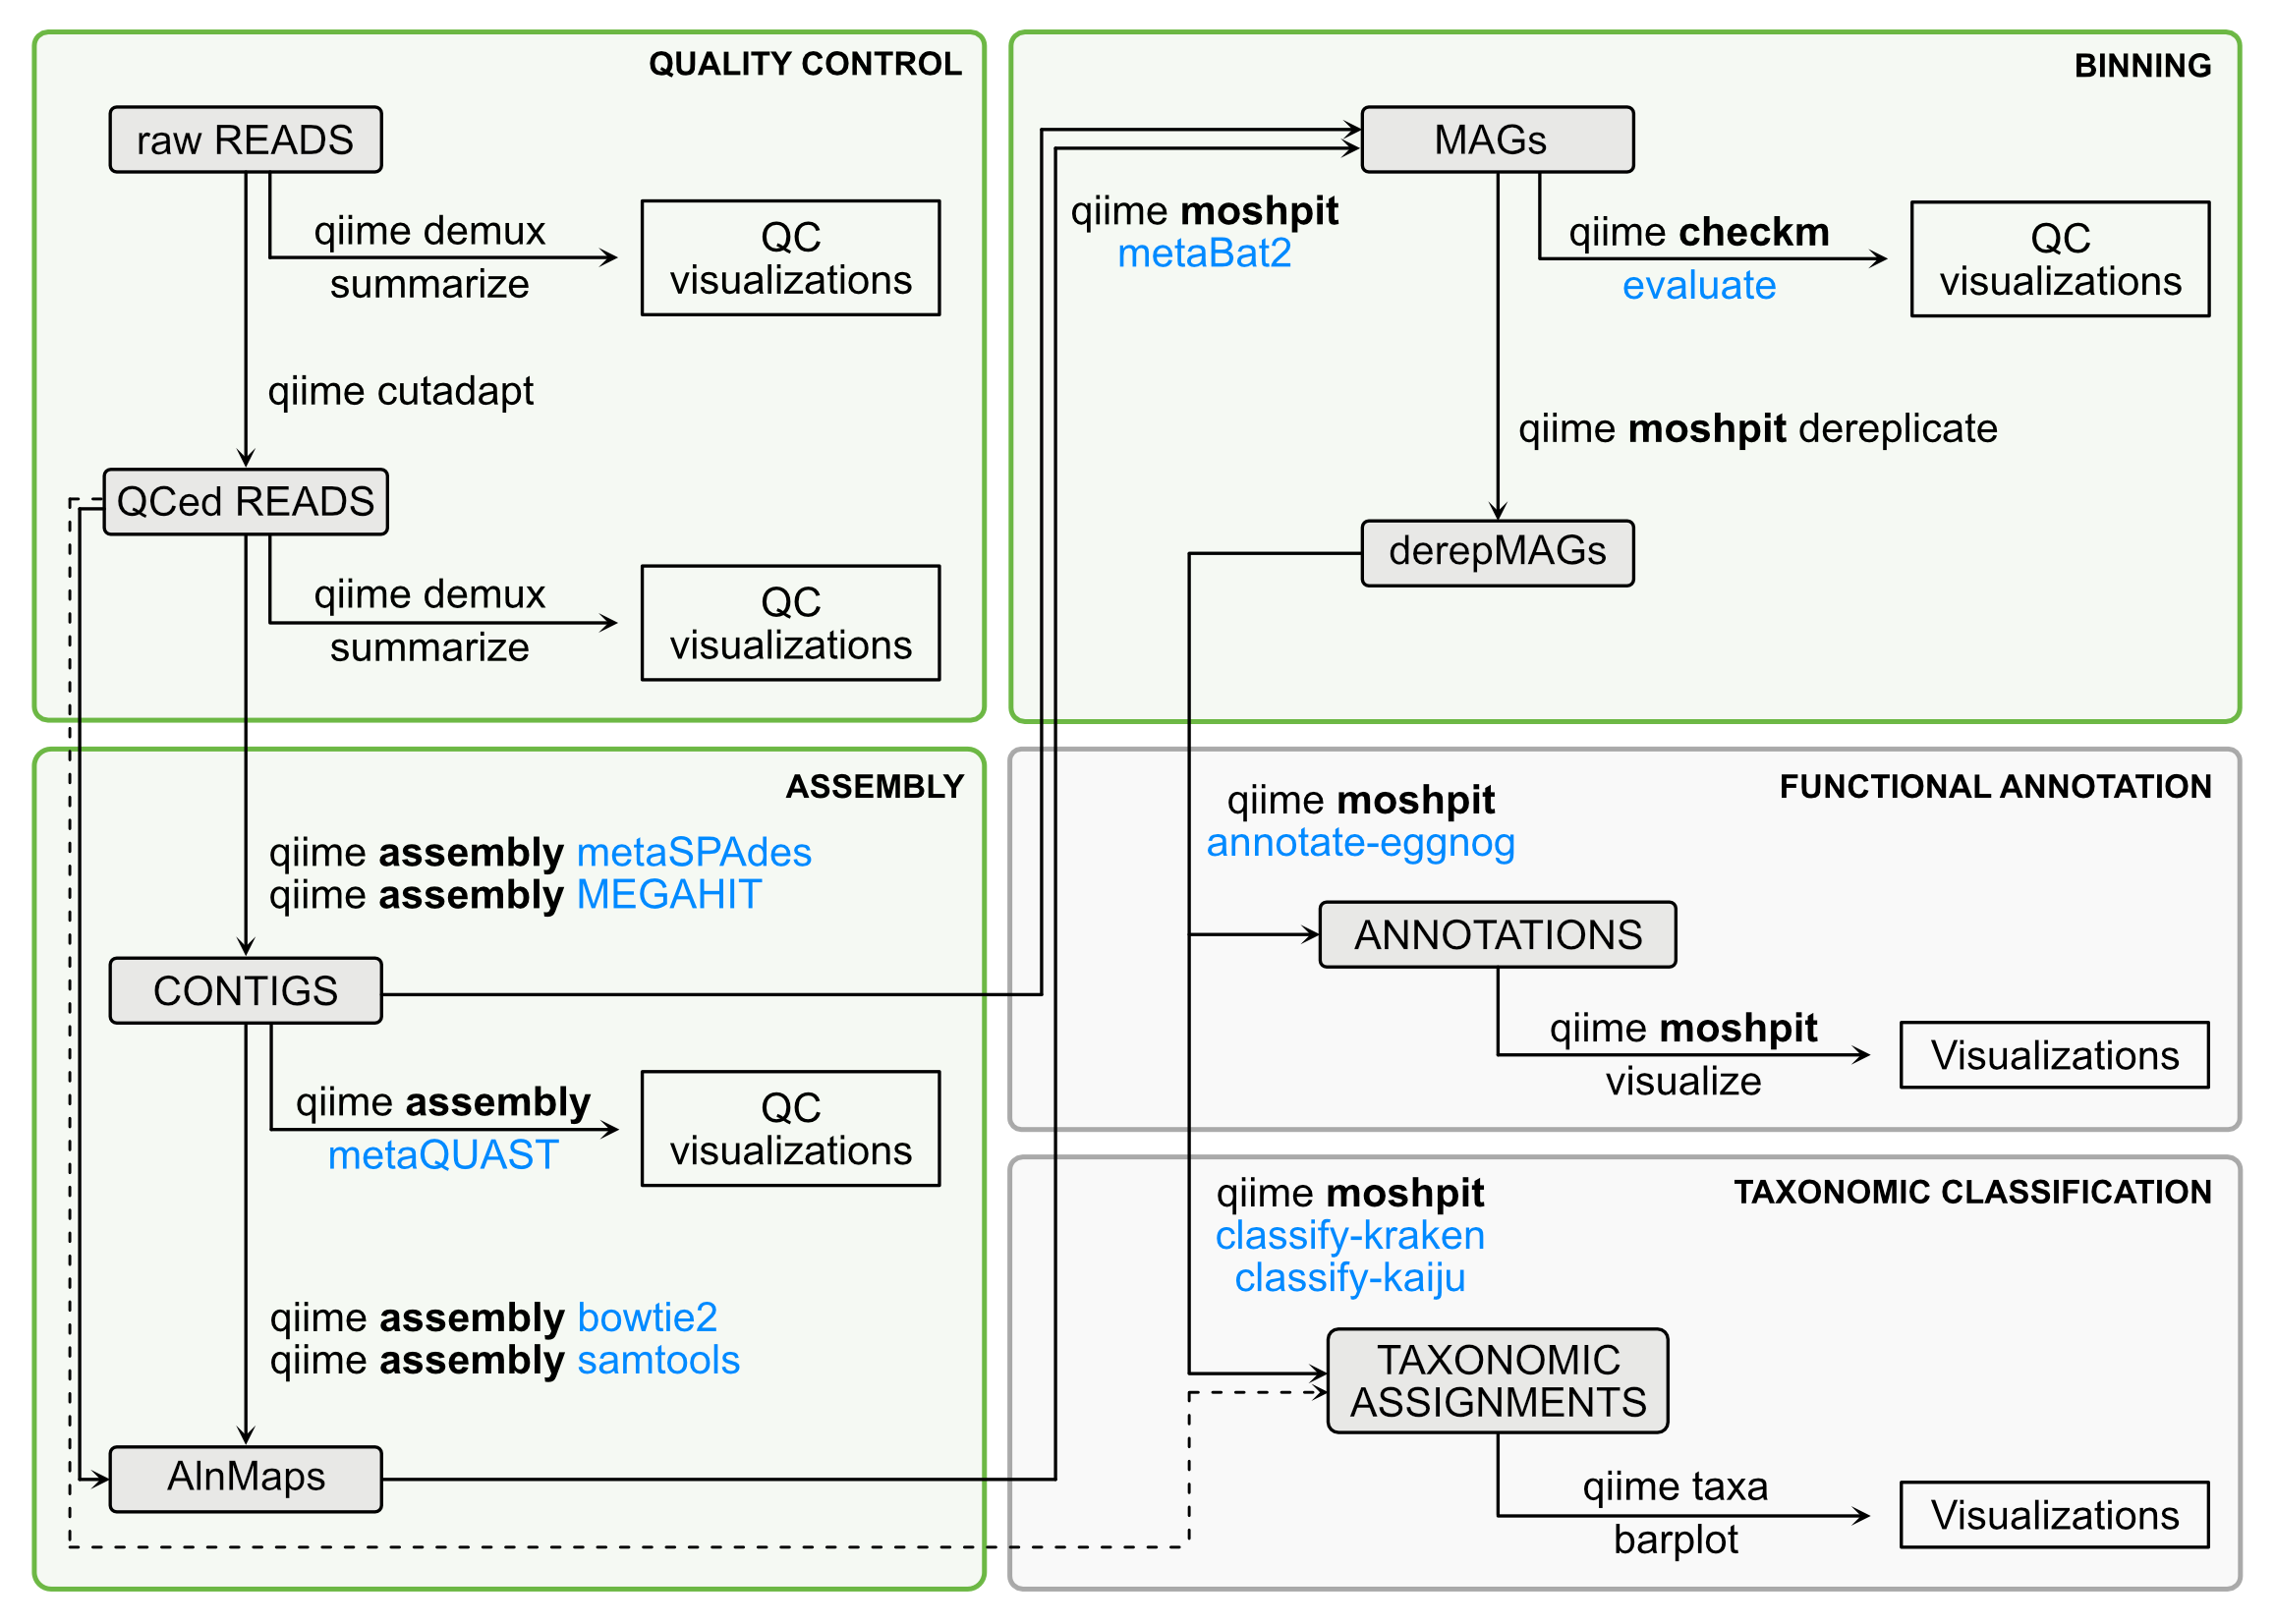 QUALITY CONTROL
raw READS
qiime demux
summarize
QC
visualizations
qiime cutadapt
QCed READS
qiime demux
summarize
QC
visualizations
ASSEMBLY
qiime assembly metaSPAdes
qiime assembly MEGAHIT
CONTIGS
qiime assembly
metaQUAST
QC
visualizations
qiime assembly bowtie2
qiime assembly samtools
AlnMaps
BINNING
MAGs
qiime moshpit
metaBat2
qiime checkm
evaluate
QC
visualizations
qiime moshpit dereplicate
derepMAGs
FUNCTIONAL ANNOTATION
qiime moshpit
annotate-eggnog
ANNOTATIONS
qiime moshpit
visualize
Visualizations
TAXONOMIC CLASSIFICATION
qiime moshpit
classify-kraken
classify-kaiju
TAXONOMIC
ASSIGNMENTS
qiime taxa
barplot
Visualizations